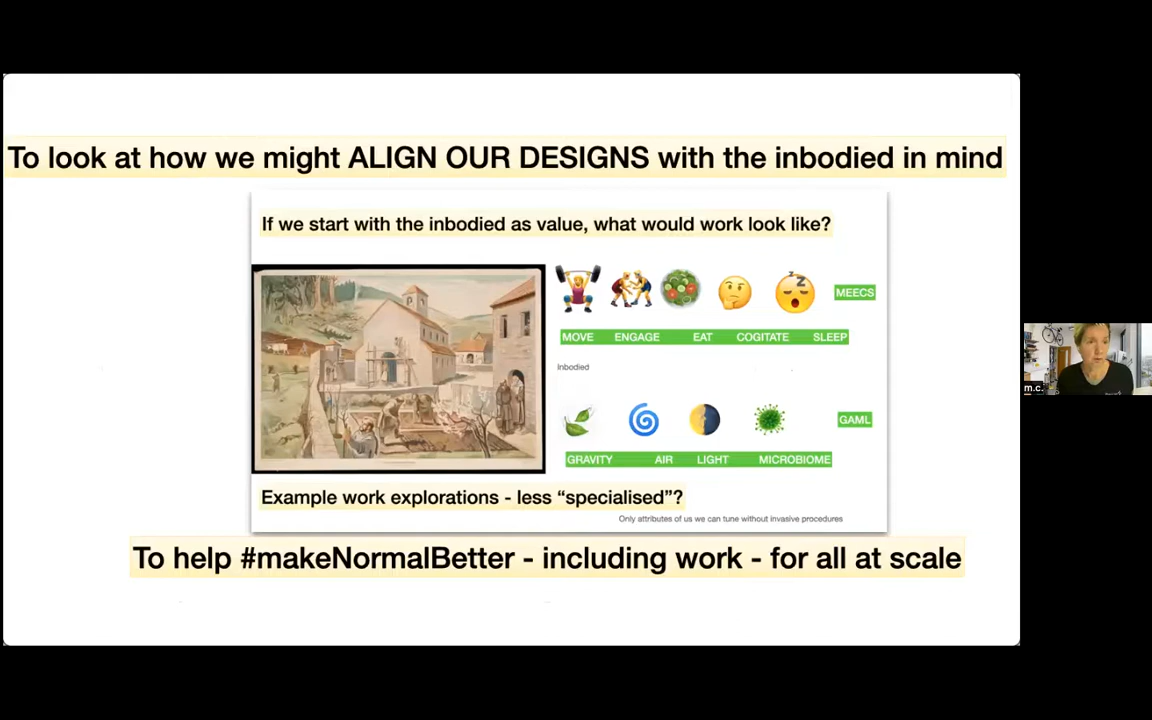 To look at how we might ALIGN OUR DESIGNS with the inbodied in mind
If we start with the inbodied as value, what would work look like?
MEECS
MOVE ENGAGE EAT COGITATE SLEEP
Inbodied
GAML
GRAVITY AIR LIGHT MICROBIOME
Example work explorations - less “specialised”?
Only attributes of us we can tune without invasive procedures
To help #makeNormalBetter - including work - for all at scale
m.c.